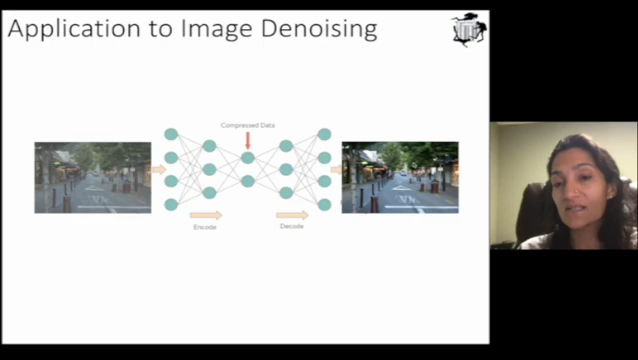 Application to Image Denoising
Compressed Data
Encode
Decode